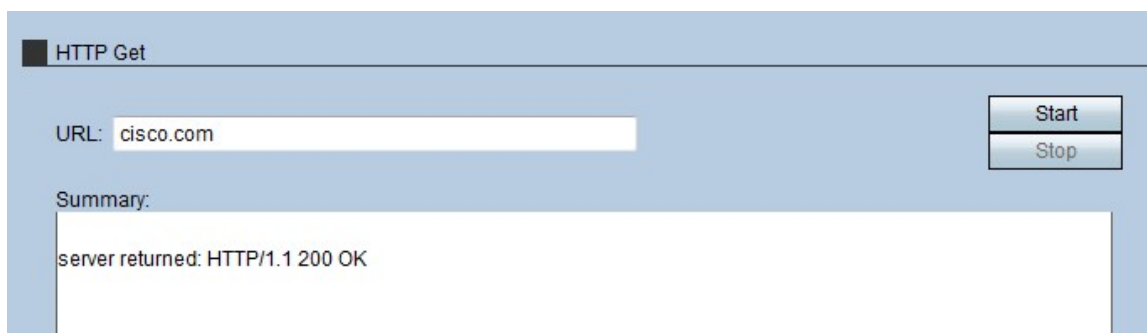 HTTP Get
URL: cisco.com
Start
Stop
Summary:
server returned: HTTP/1.1 200 OK